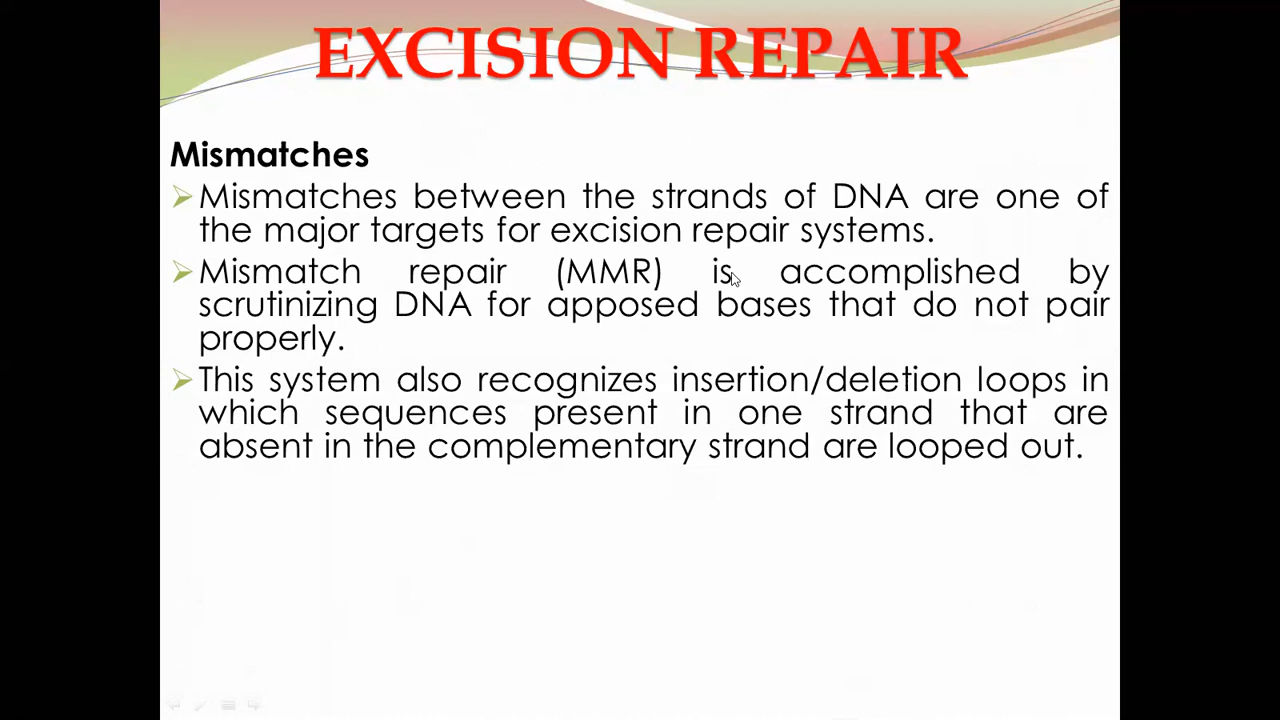 EXCISION REPAIR
Mismatches
Mismatches between the strands of DNA are one of
the major targets for excision repair systems.
Mismatch repair (MMR) is accomplished by
scrutinizing DNA for apposed bases that do not pair
properly.
This system also recognizes insertion/deletion loops in
which sequences present in one strand that are
absent in the complementary strand are looped out.